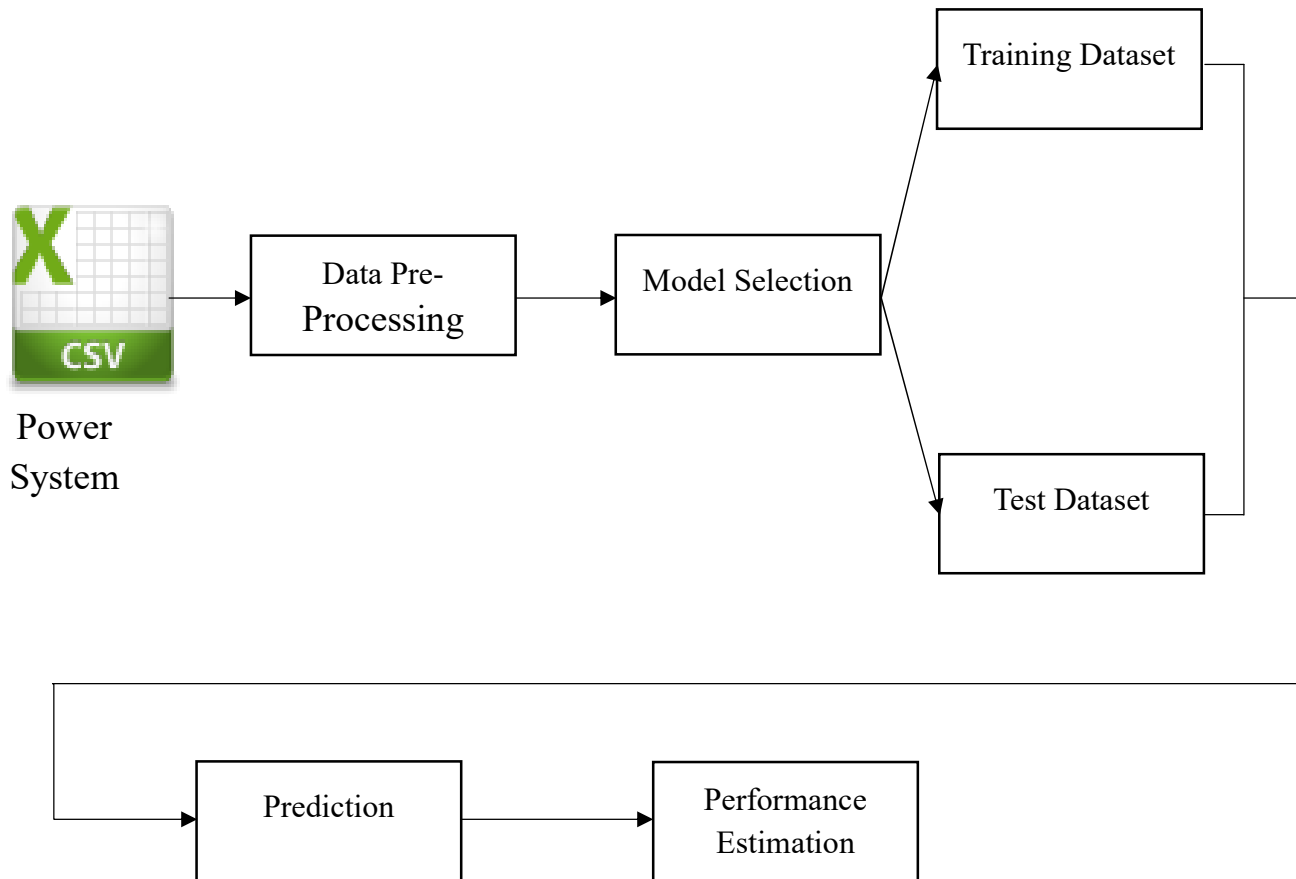 Training Dataset
X
CSV
Power
System
Data Pre-
Processing
Model Selection
Test Dataset
Prediction
Performance
Estimation